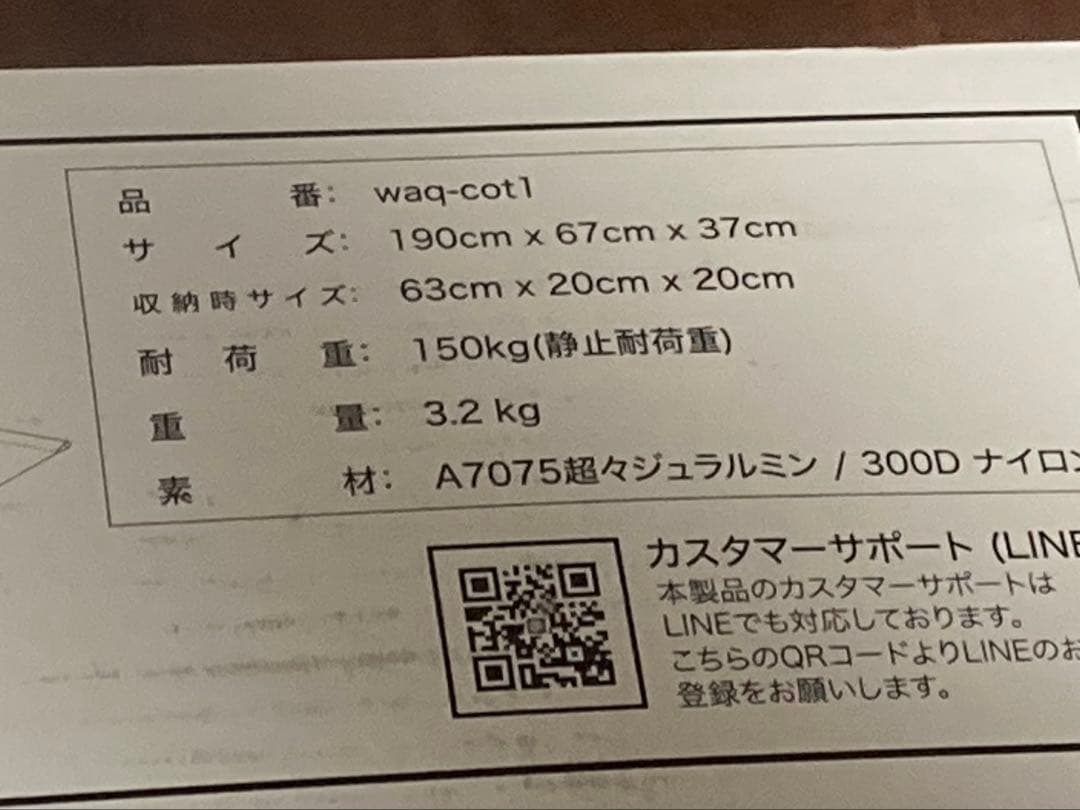 品番: waq-cot1
サイズ: 190cm x 67cm x 37cm
収納時サイズ: 63cm x 20cm x 20cm
耐荷重: 150kg(静止耐荷重)
重量: 3.2 kg
素材: A7075超々ジュラルミン / 300D ナイロン
カスタマーサポート (LINE
本製品のカスタマーサポートは
LINEでも対応しております。
こちらのQRコードよりLINEのお
登録をお願いします。